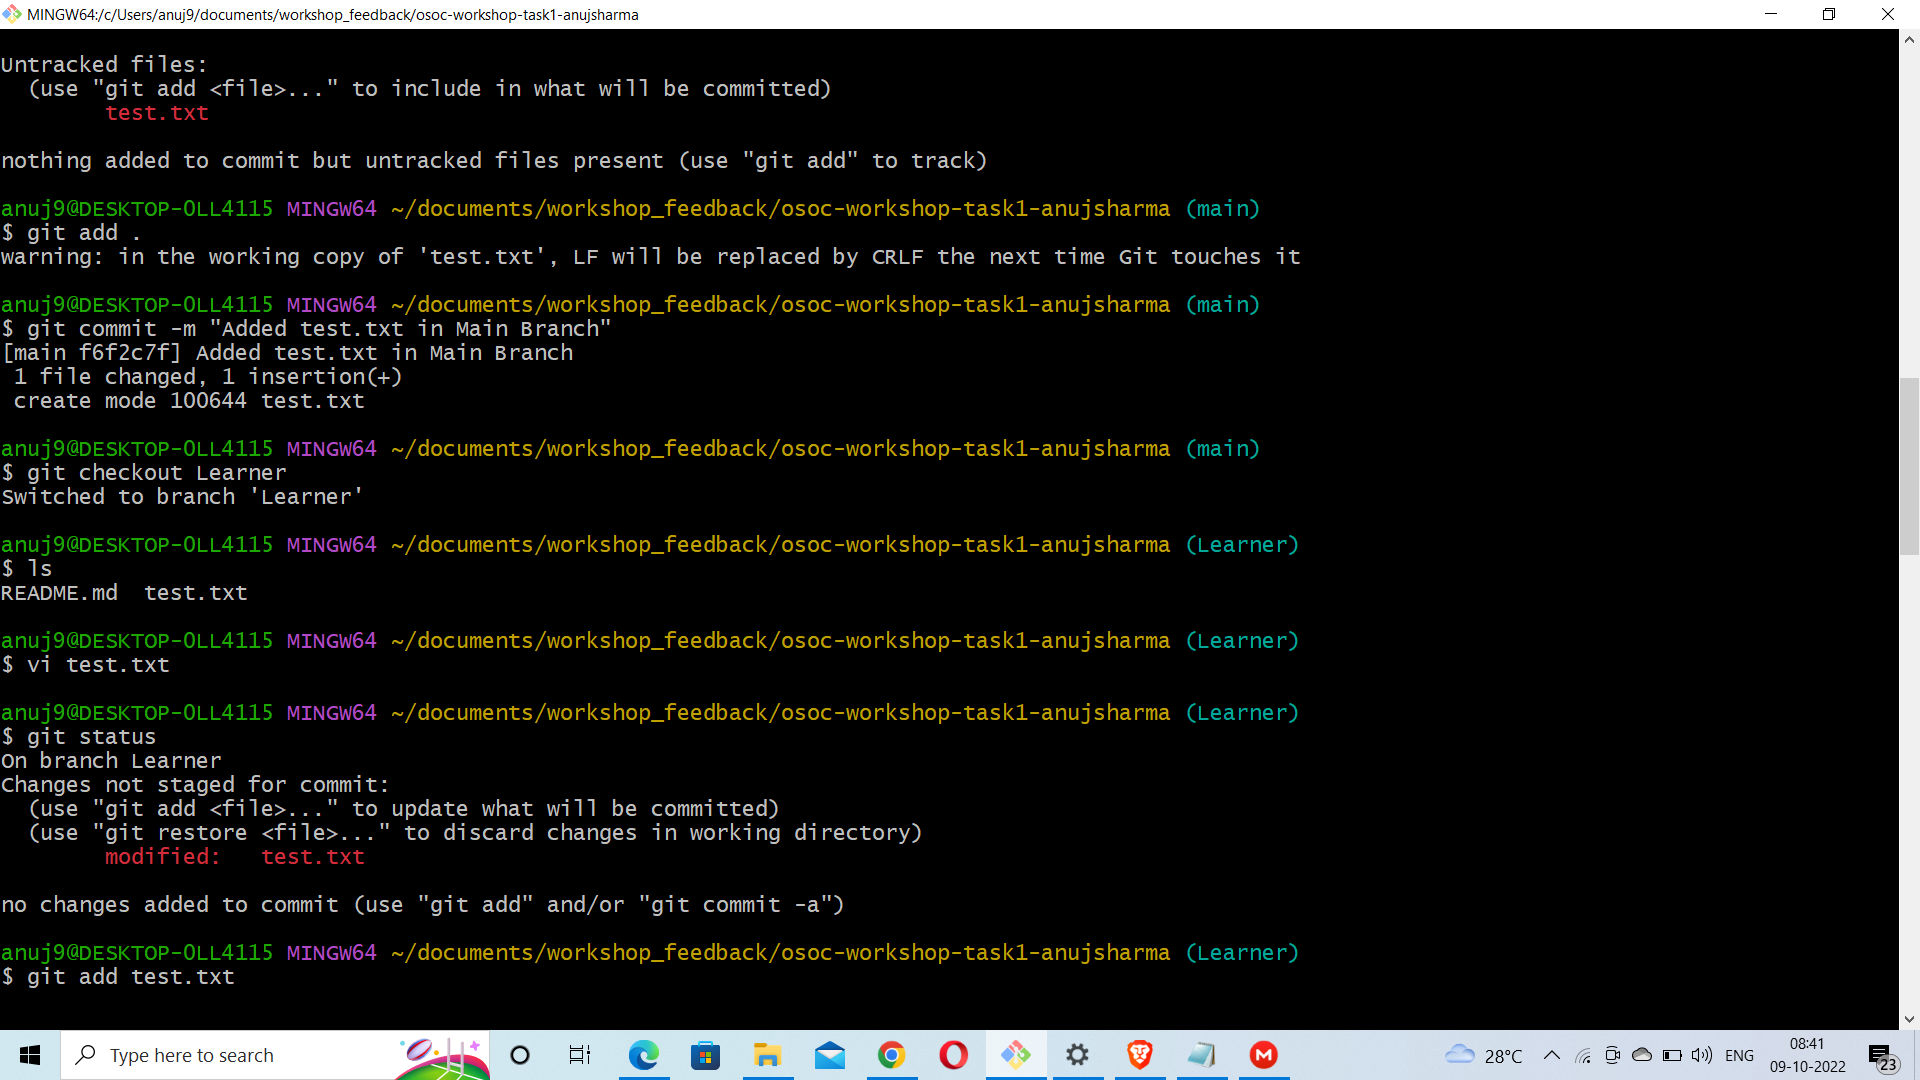 MINGW64:/c/Users/anuj9/documents/workshop_feedback/osoc-workshop-task1-anujsharma
Untracked files:
  (use "git add <file>..." to include in what will be committed)
        test.txt
nothing added to commit but untracked files present (use "git add" to track)
anuj9@DESKTOP-0LL4115 MINGW64 ~/documents/workshop_feedback/osoc-workshop-task1-anujsharma (main)
$ git add .
warning: in the working copy of 'test.txt', LF will be replaced by CRLF the next time Git touches it
anuj9@DESKTOP-0LL4115 MINGW64 ~/documents/workshop_feedback/osoc-workshop-task1-anujsharma (main)
$ git commit -m "Added test.txt in Main Branch"
[main f6f2c7f] Added test.txt in Main Branch
 1 file changed, 1 insertion(+)
 create mode 100644 test.txt
anuj9@DESKTOP-0LL4115 MINGW64 ~/documents/workshop_feedback/osoc-workshop-task1-anujsharma (main)
$ git checkout Learner
Switched to branch 'Learner'
anuj9@DESKTOP-0LL4115 MINGW64 ~/documents/workshop_feedback/osoc-workshop-task1-anujsharma (Learner)
$ ls
README.md  test.txt
anuj9@DESKTOP-0LL4115 MINGW64 ~/documents/workshop_feedback/osoc-workshop-task1-anujsharma (Learner)
$ vi test.txt
anuj9@DESKTOP-0LL4115 MINGW64 ~/documents/workshop_feedback/osoc-workshop-task1-anujsharma (Learner)
$ git status
On branch Learner
Changes not staged for commit:
  (use "git add <file>..." to update what will be committed)
  (use "git restore <file>..." to discard changes in working directory)
        modified:   test.txt
no changes added to commit (use "git add" and/or "git commit -a")
anuj9@DESKTOP-0LL4115 MINGW64 ~/documents/workshop_feedback/osoc-workshop-task1-anujsharma (Learner)
$ git add test.txt
Type here to search
28°C
ENG
08:41
09-10-2022
23